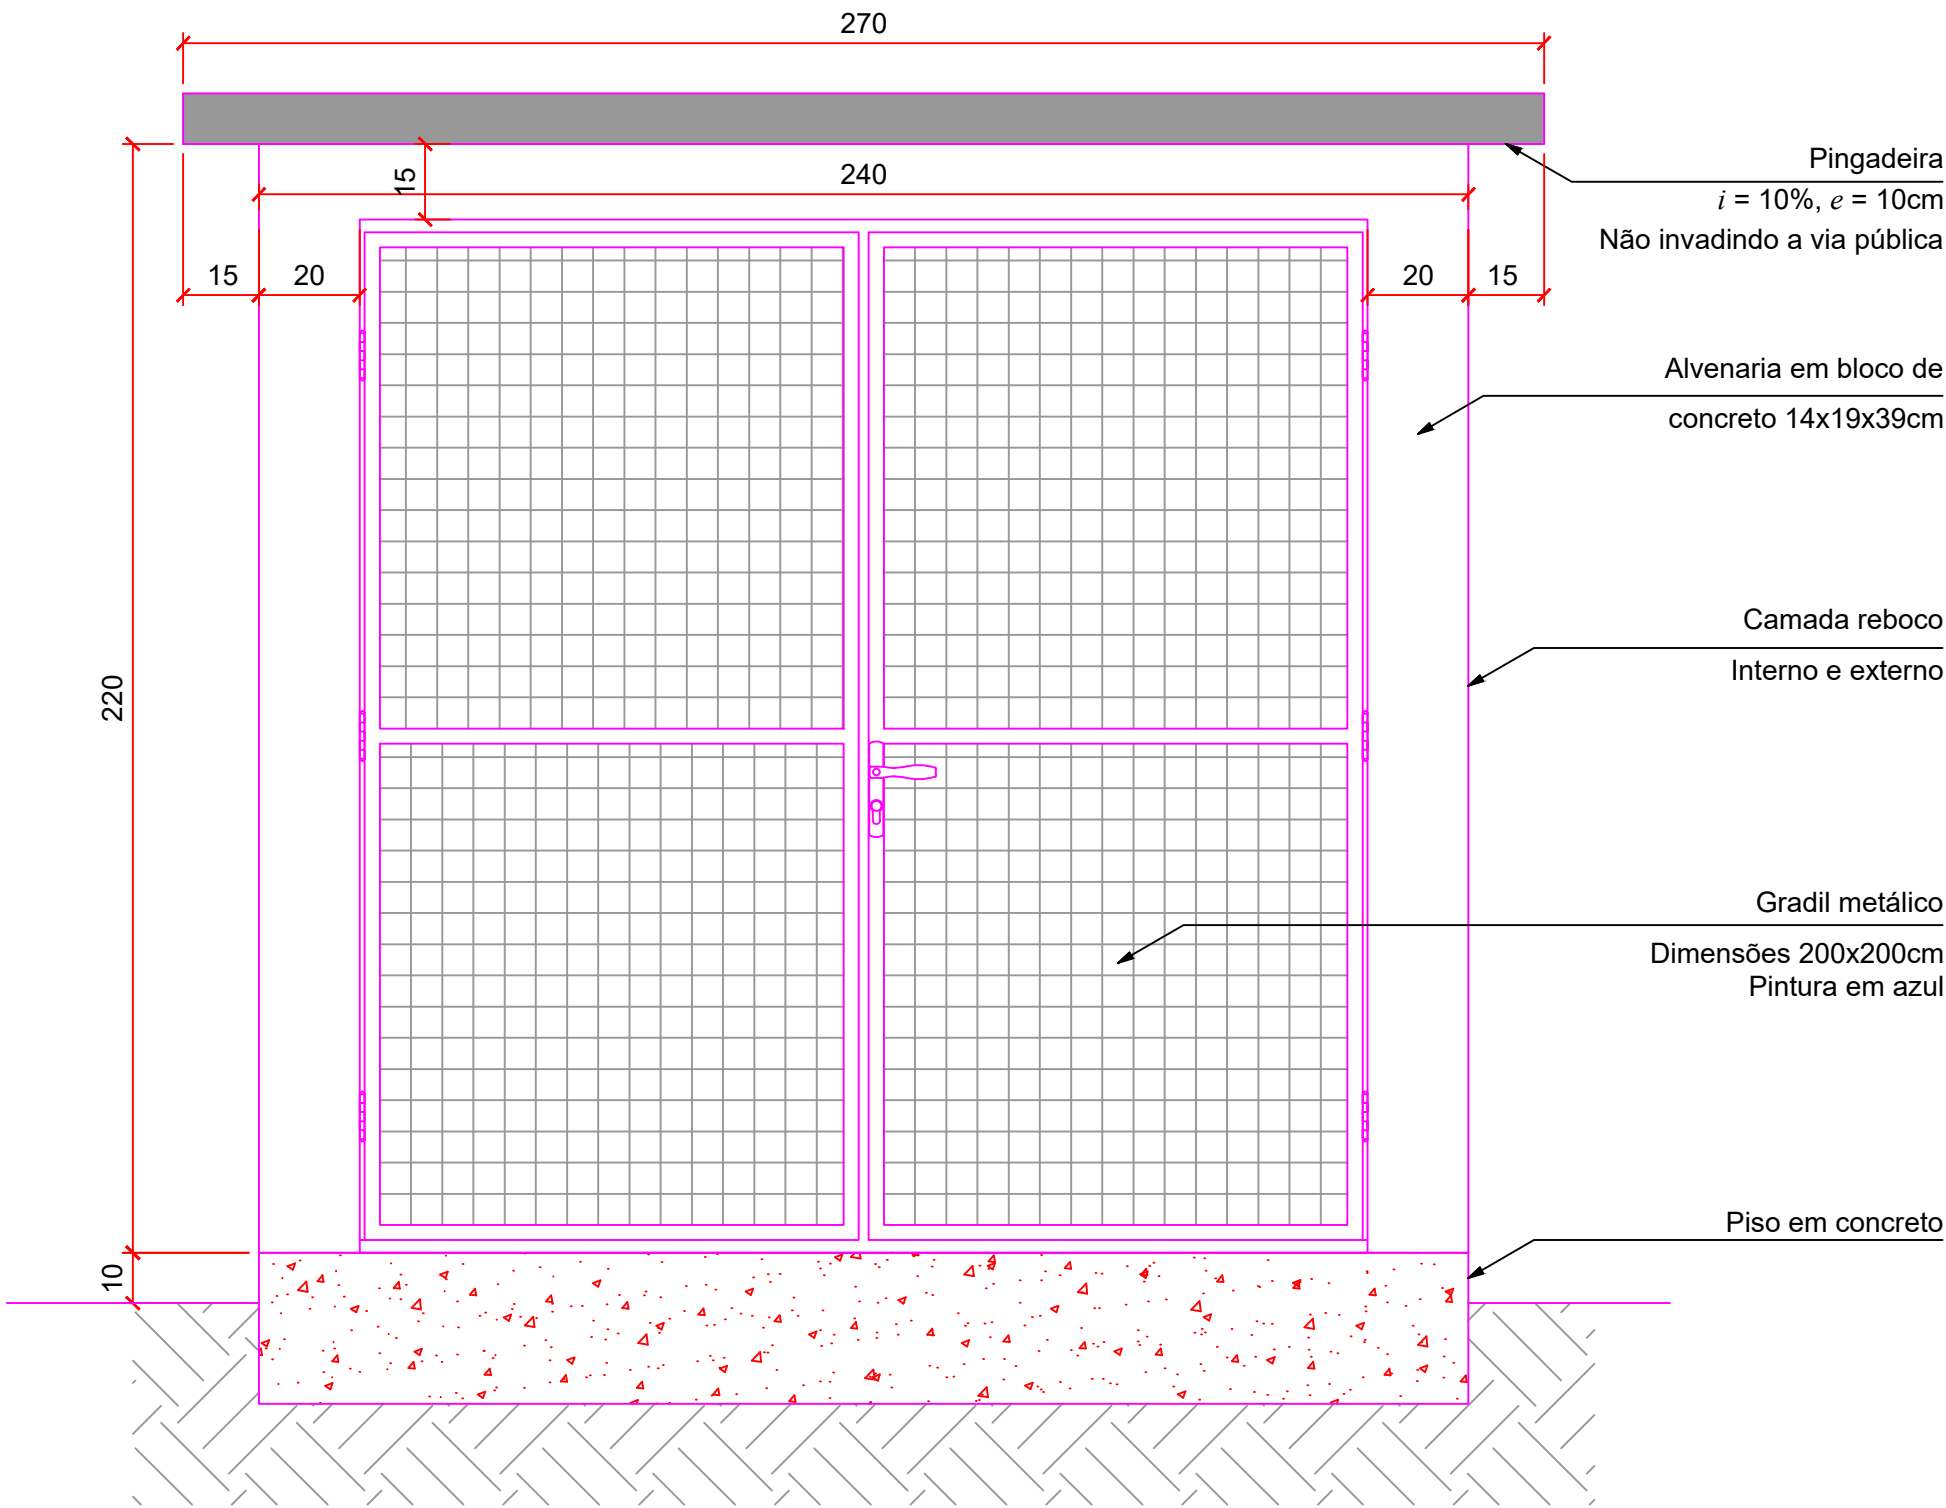 270
15
240
Pingadeira
i = 10%, e = 10cm
Não invadindo a via pública
15
20
20
15
Alvenaria em bloco de
concreto 14x19x39cm
Camada reboco
Interno e externo
220
Gradil metálico
Dimensões 200x200cm
Pintura em azul
Piso em concreto
10